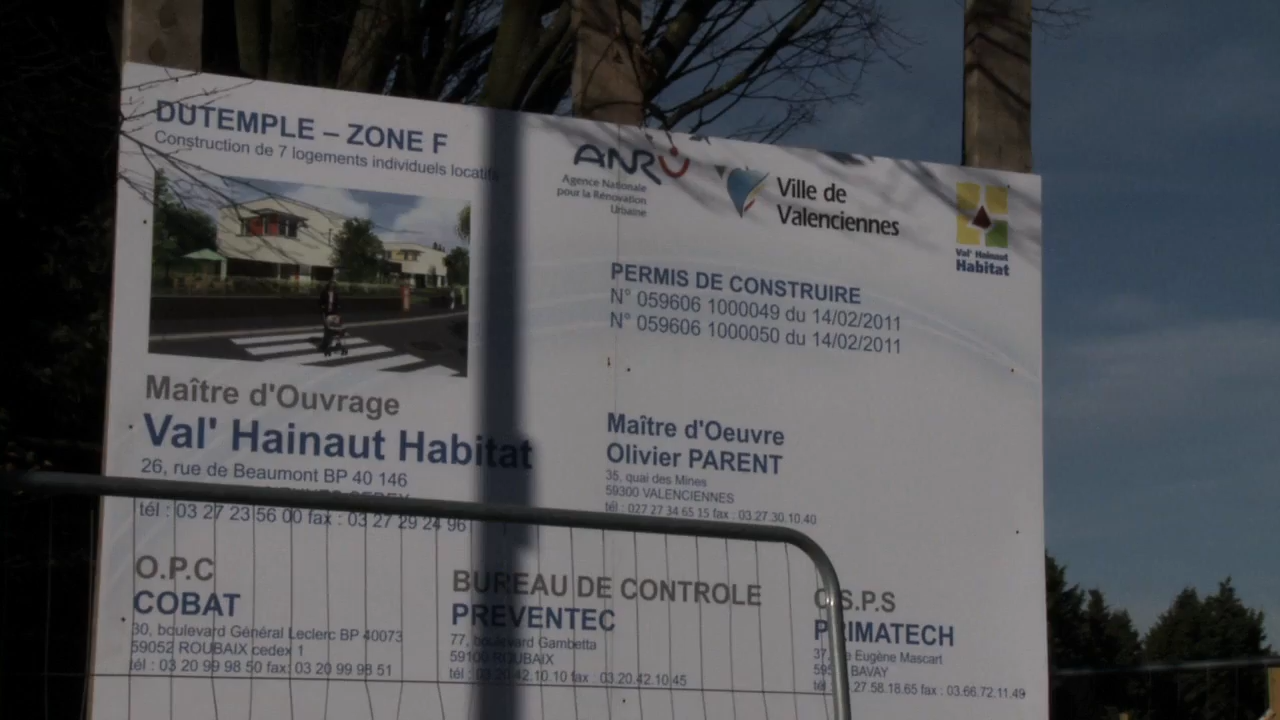 DUTEMPLE – ZONE F
Construction de 7 logements individuels locatifs
ANRU
Agence Nationale
pour la Rénovation
Urbaine
Ville de
Valenciennes
Val' Hainaut
Habitat
PERMIS DE CONSTRUIRE
N° 059606 1000049 du 14/02/2011
N° 059606 1000050 du 14/02/2011
Maître d'Ouvrage
Val' Hainaut Habitat
26, rue de Beaumont BP 40 146
CEDEX
tél : 03 27 23 56 00 fax : 03 27 29 24 96
Maître d'Oeuvre
Olivier PARENT
35, quai des Mines
59300 VALENCIENNES
tél : 027 27 34 65 15 fax : 03.27.30.10.40
O.P.C
COBAT
30, boulevard Général Leclerc BP 40073
59052 ROUBAIX cedex 1
tél : 03 20 99 98 50 fax: 03 20 99 98 51
BUREAU DE CONTROLE
PREVENTEC
77, boulevard Gambetta
59100 ROUBAIX
tél : 03.20.42.10.10 fax : 03.20.42.10.45
C.S.P.S
PRIMATECH
37, Eugène Mascart
BAVAY
27.58.18.65 fax : 03.66.72.11.49